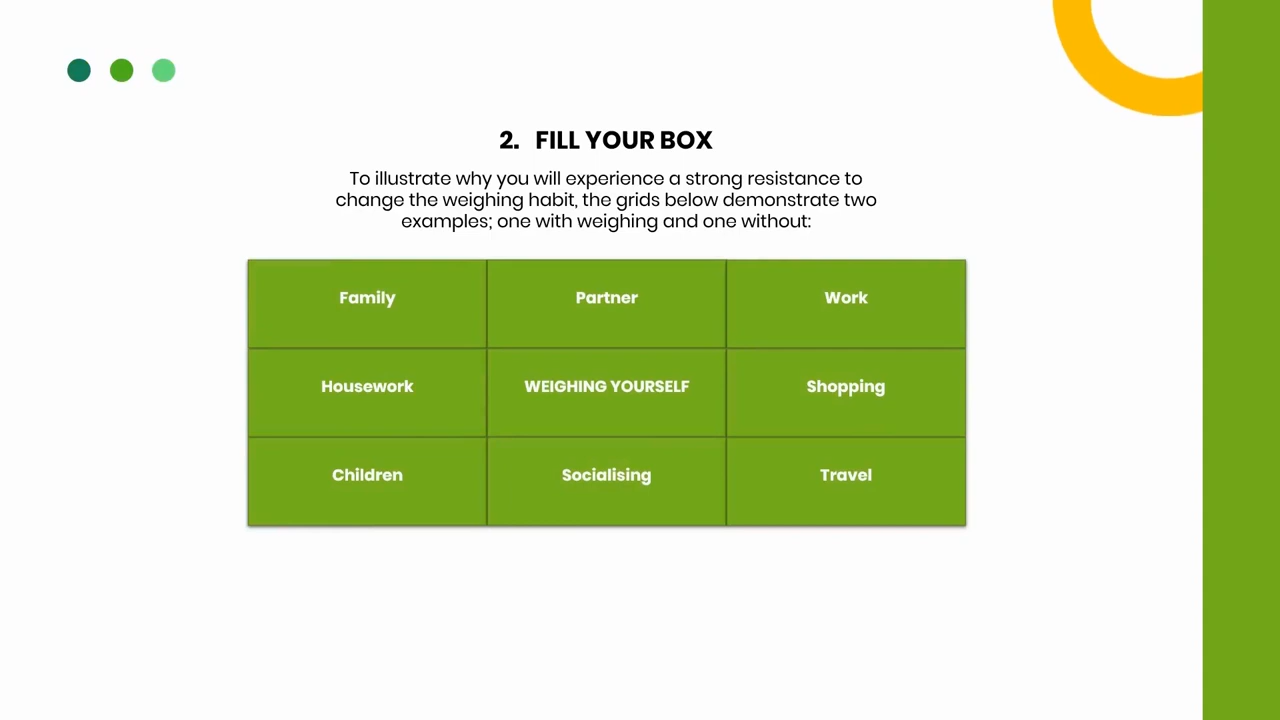 2. FILL YOUR BOX
To illustrate why you will experience a strong resistance to
change the weighing habit, the grids below demonstrate two
examples; one with weighing and one without:
Family Partner Work
Housework WEIGHING YOURSELF Shopping
Children Socialising Travel